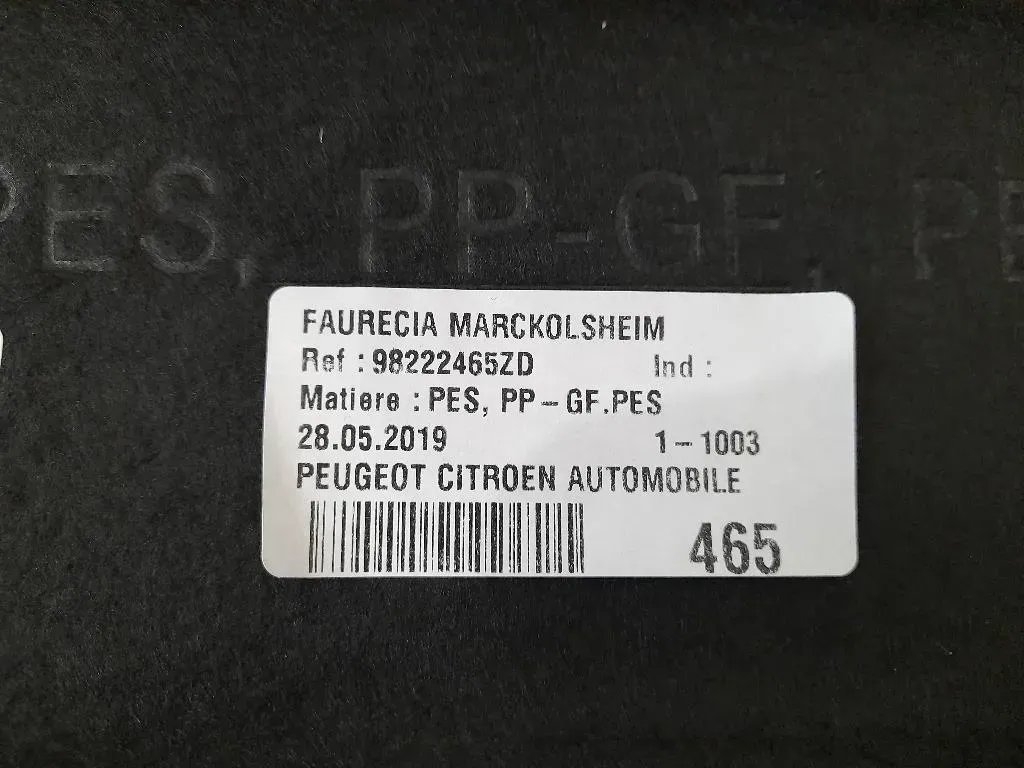 PES, PP-GF, PE
FAURECIA MARCKOLSHEIM
Ref : 98222465ZD Ind :
Matiere : PES, PP-GF.PES
28.05.2019 1-1003
PEUGEOT CITROEN AUTOMOBILE
465